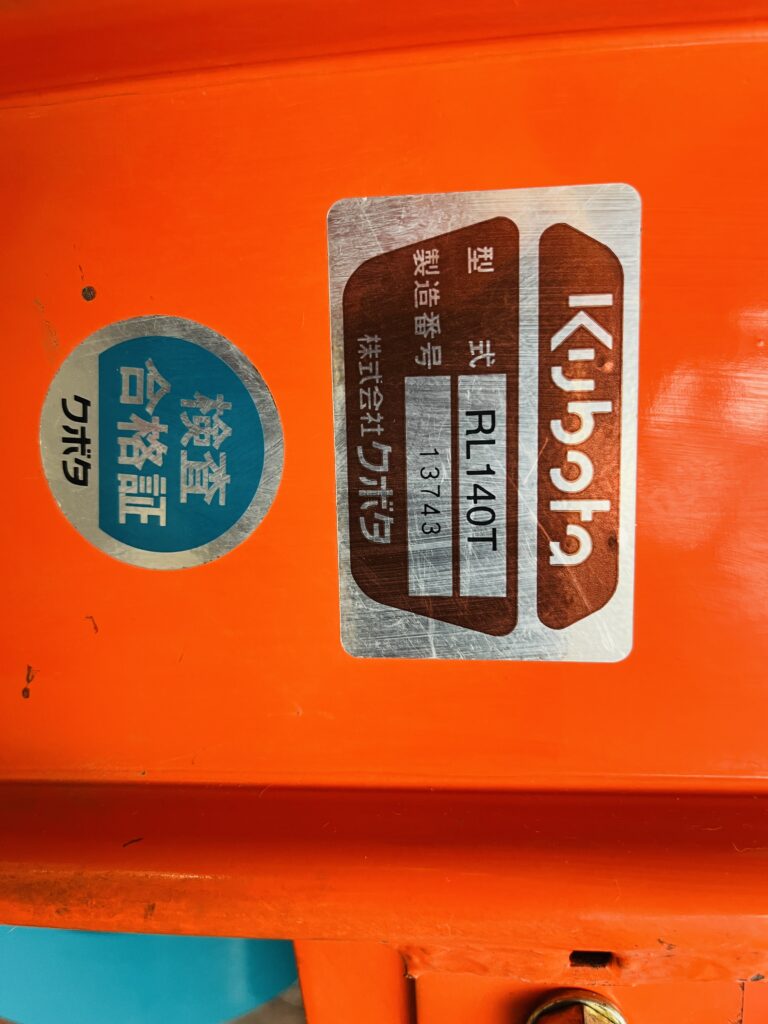 Kubota
型式 RL140T
製造番号 13743
株式会社クボタ
検査
合格証
クボタ